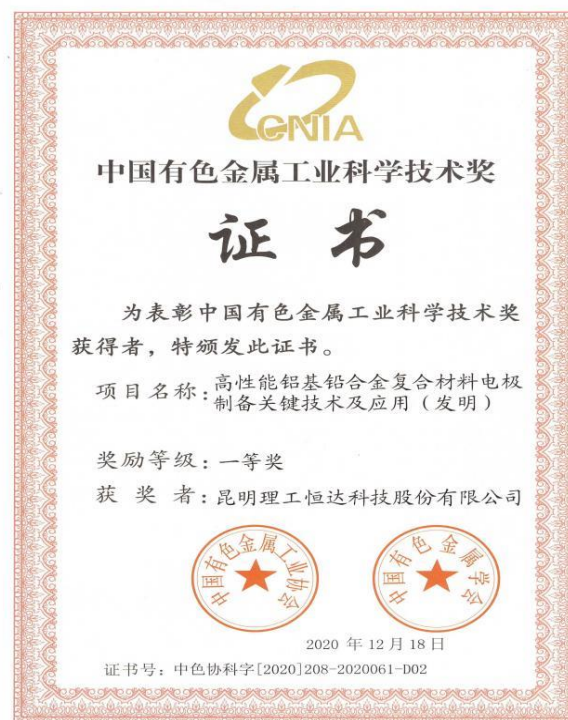 CNIA
中国有色金属工业科学技术奖
证 书
为表彰中国有色金属工业科学技术奖
获得者，特颁发此证书。
项目名称：高性能铝基铅合金复合材料电极
制备关键技术及应用（发明）
奖励等级：一等奖
获 奖 者：昆明理工恒达科技股份有限公司
中国有色金属工业协会
中国有色金属学会
2020 年 12 月 18 日
证书号：中色协科字[2020]208-2020061-D02